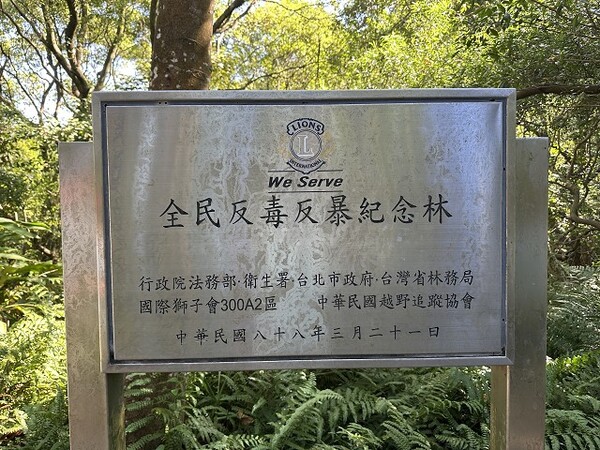 LIONS
L
INTERNATIONAL
We Serve
全民反毒反暴紀念林
行政院法務部·衛生署·台北市政府·台灣省林務局
國際獅子會300A2區 中華民國越野追蹤協會
中華民國八十八年三月二十一日